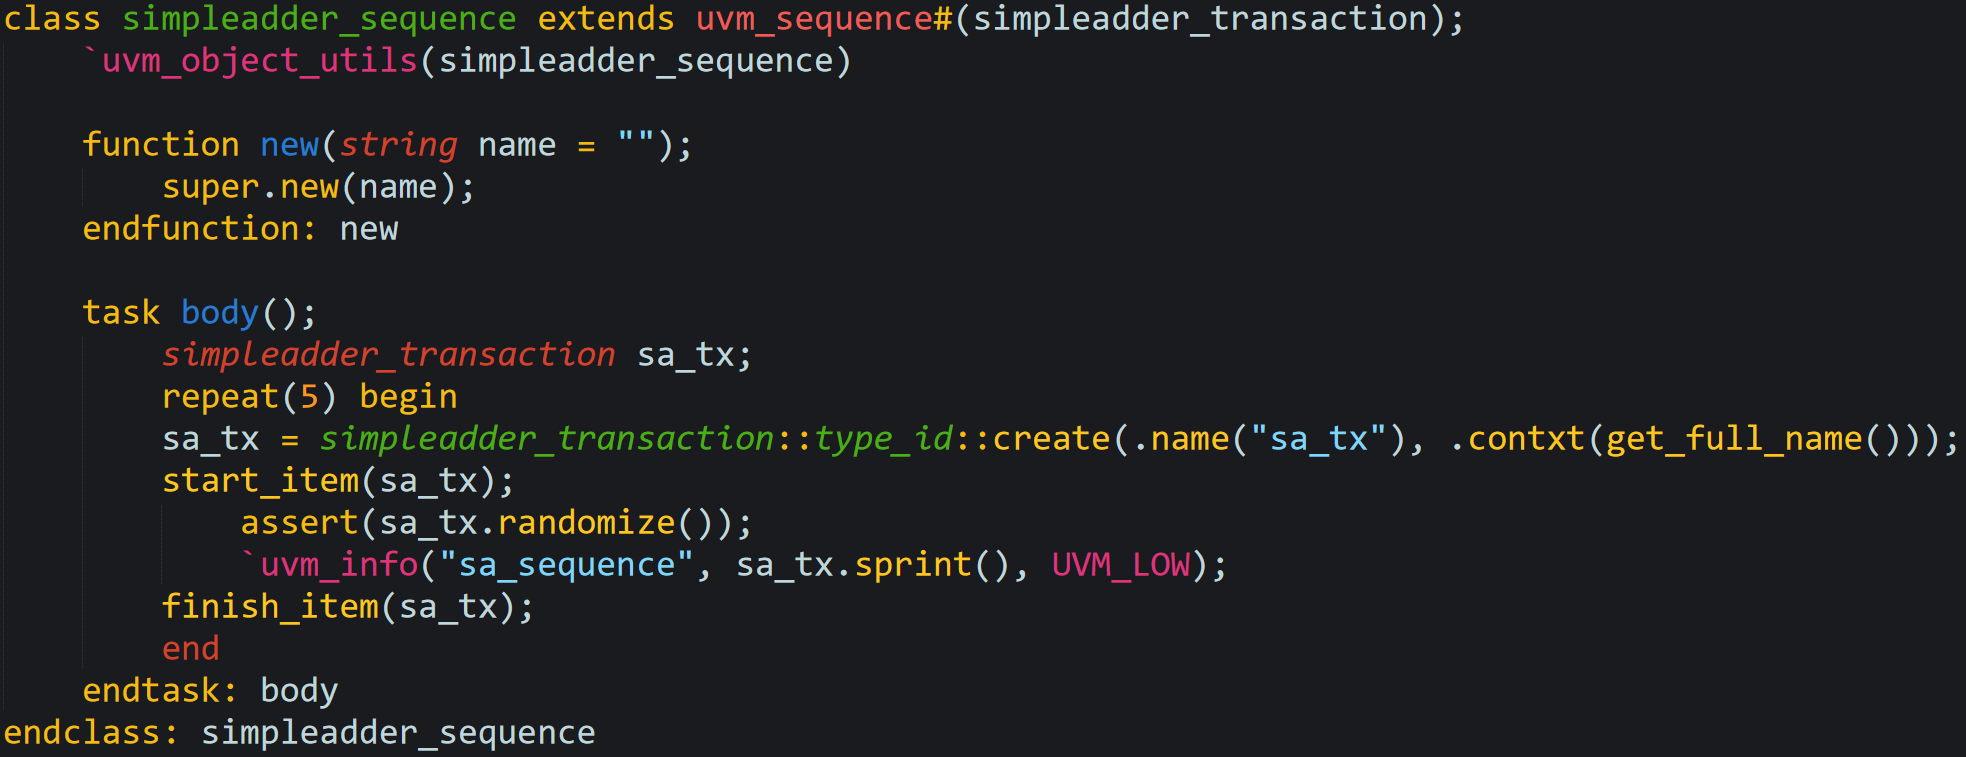 class simpleadder_sequence extends uvm_sequence#(simpleadder_transaction);
    `uvm_object_utils(simpleadder_sequence)

    function new(string name = "");
        super.new(name);
    endfunction: new

    task body();
        simpleadder_transaction sa_tx;
        repeat(5) begin
        sa_tx = simpleadder_transaction::type_id::create(.name("sa_tx"), .contxt(get_full_name()));
        start_item(sa_tx);
            assert(sa_tx.randomize());
            `uvm_info("sa_sequence", sa_tx.sprint(), UVM_LOW);
        finish_item(sa_tx);
        end
    endtask: body
endclass: simpleadder_sequence